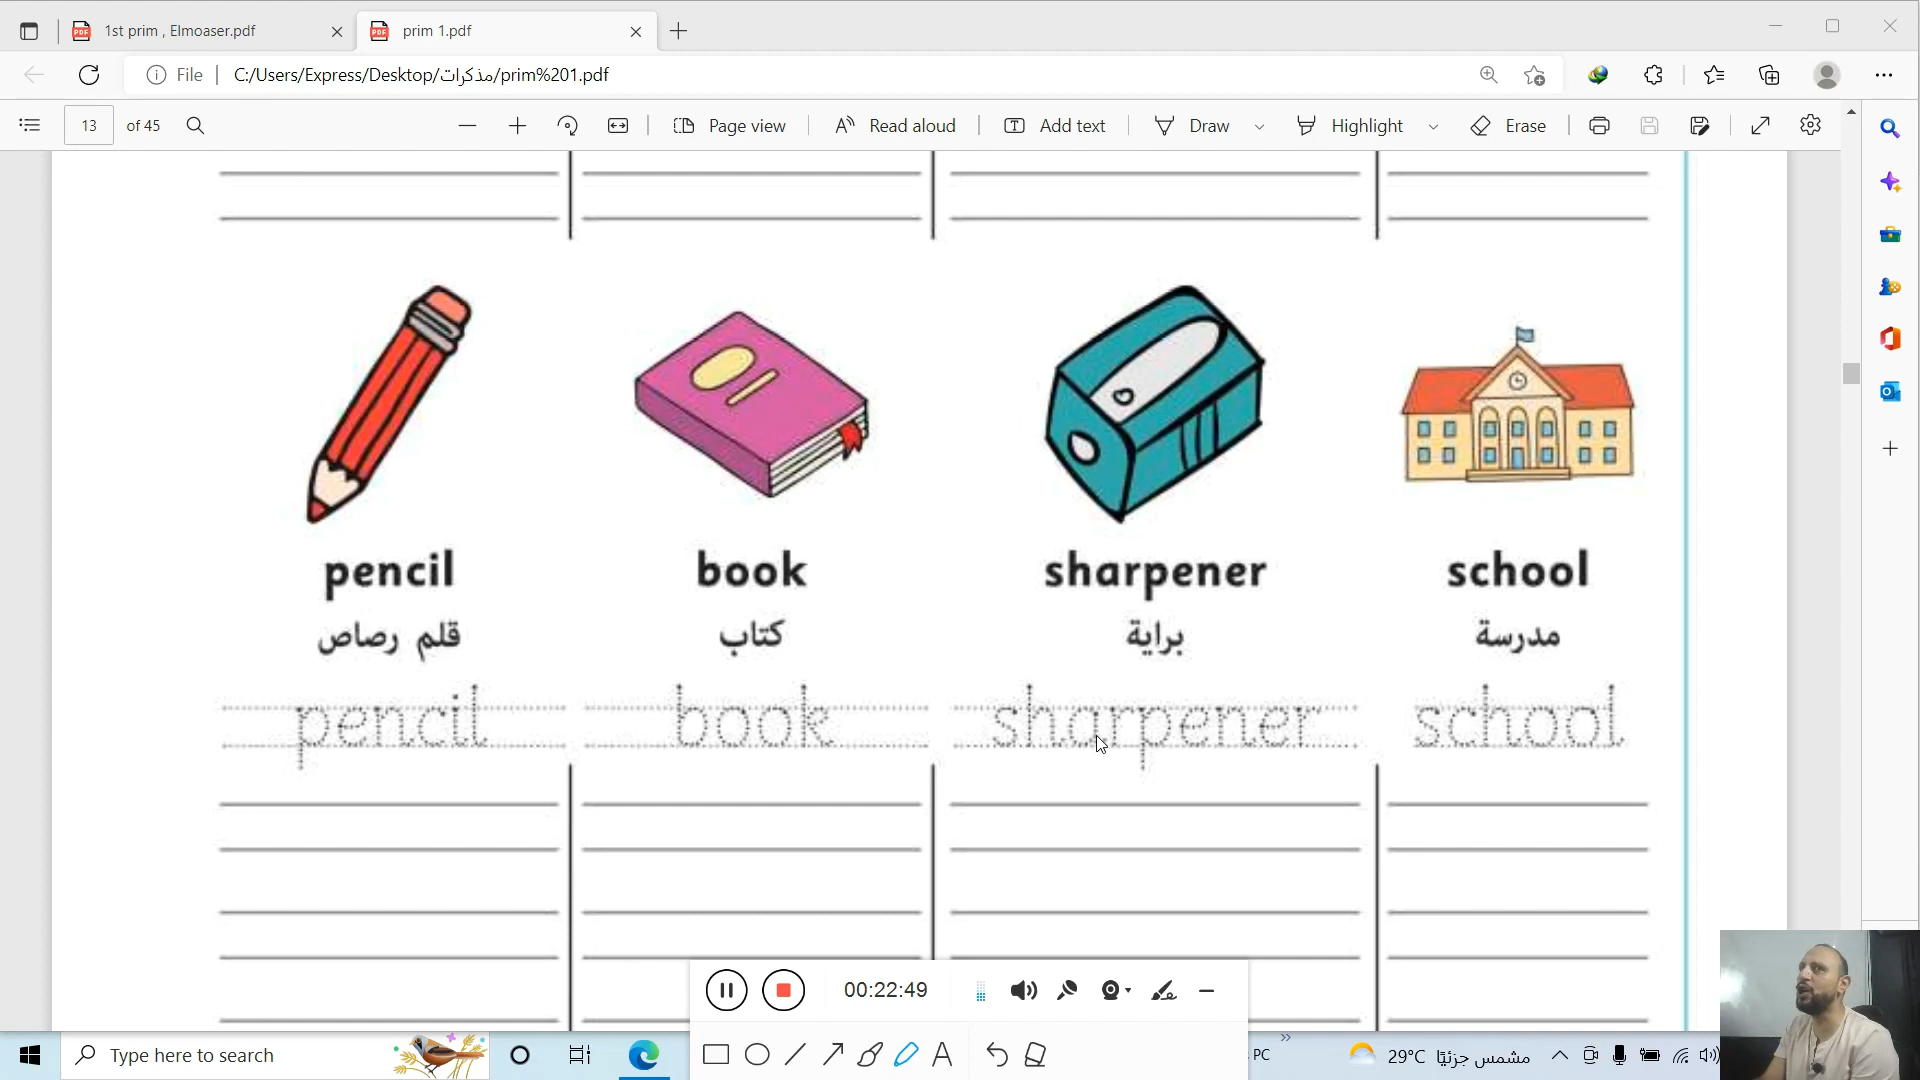 1st prim , Elmoaser.pdf
prim 1.pdf
File
C:/Users/Express/Desktop/مذكرات/prim%201.pdf
13 of 45
Page view
Read aloud
Add text
Draw
Highlight
Erase
pencil book sharpener school
قلم رصاص كتاب براية مدرسة
pencil book sharpener school
00:22:49
Type here to search
PC
29°C مشمس جزئيًا